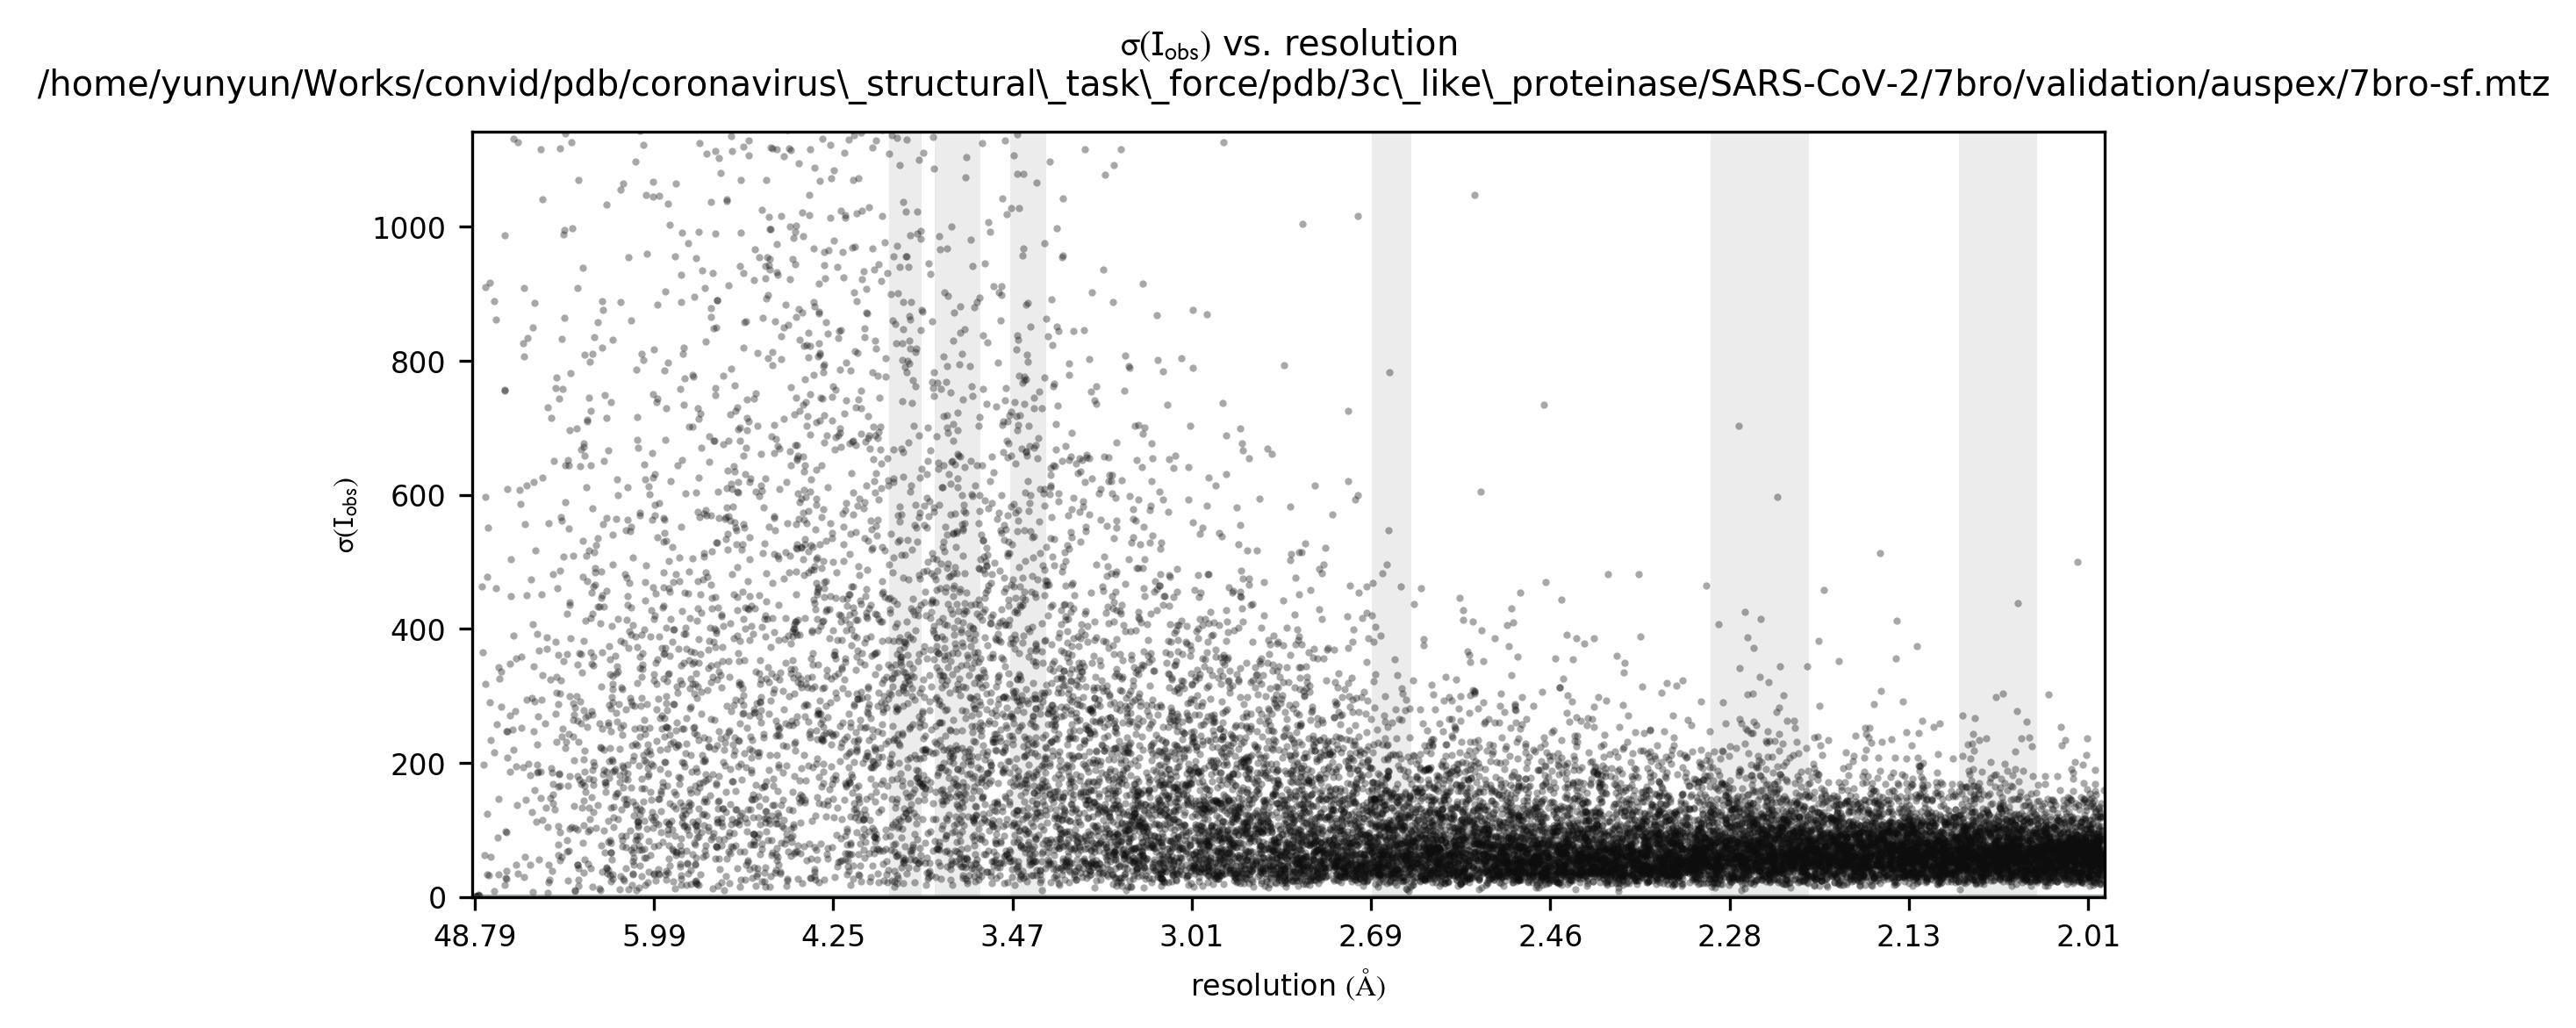 σ(I_obs) vs. resolution
/home/yunyun/Works/convid/pdb/coronavirus\_structural\_task\_force/pdb/3c\_like\_proteinase/SARS-CoV-2/7bro/validation/auspex/7bro-sf.mtz
1000
800
600
400
200
0
σ(I_obs)
48.79 5.99 4.25 3.47 3.01 2.69 2.46 2.28 2.13 2.01
resolution (Å)